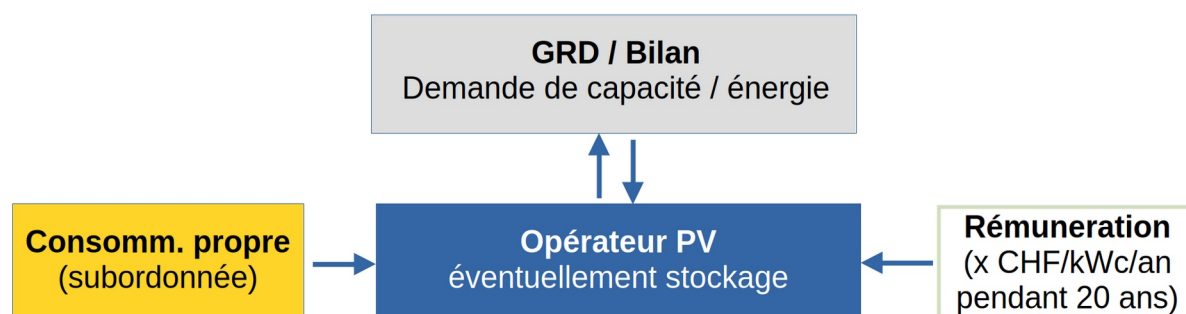 GRD / Bilan
Demande de capacité / énergie
Consomm. propre
(subordonnée)
Opérateur PV
éventuellement stockage
Rémuneration
(x CHF/kWc/an
pendant 20 ans)